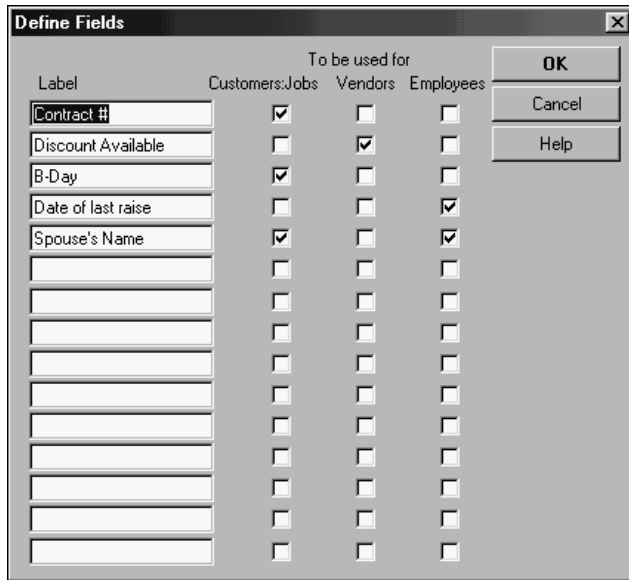 Define Fields
To be used for
Label Customers:Jobs Vendors Employees
OK
Cancel
Help
Contract #
Discount Available
B-Day
Date of last raise
Spouse's Name